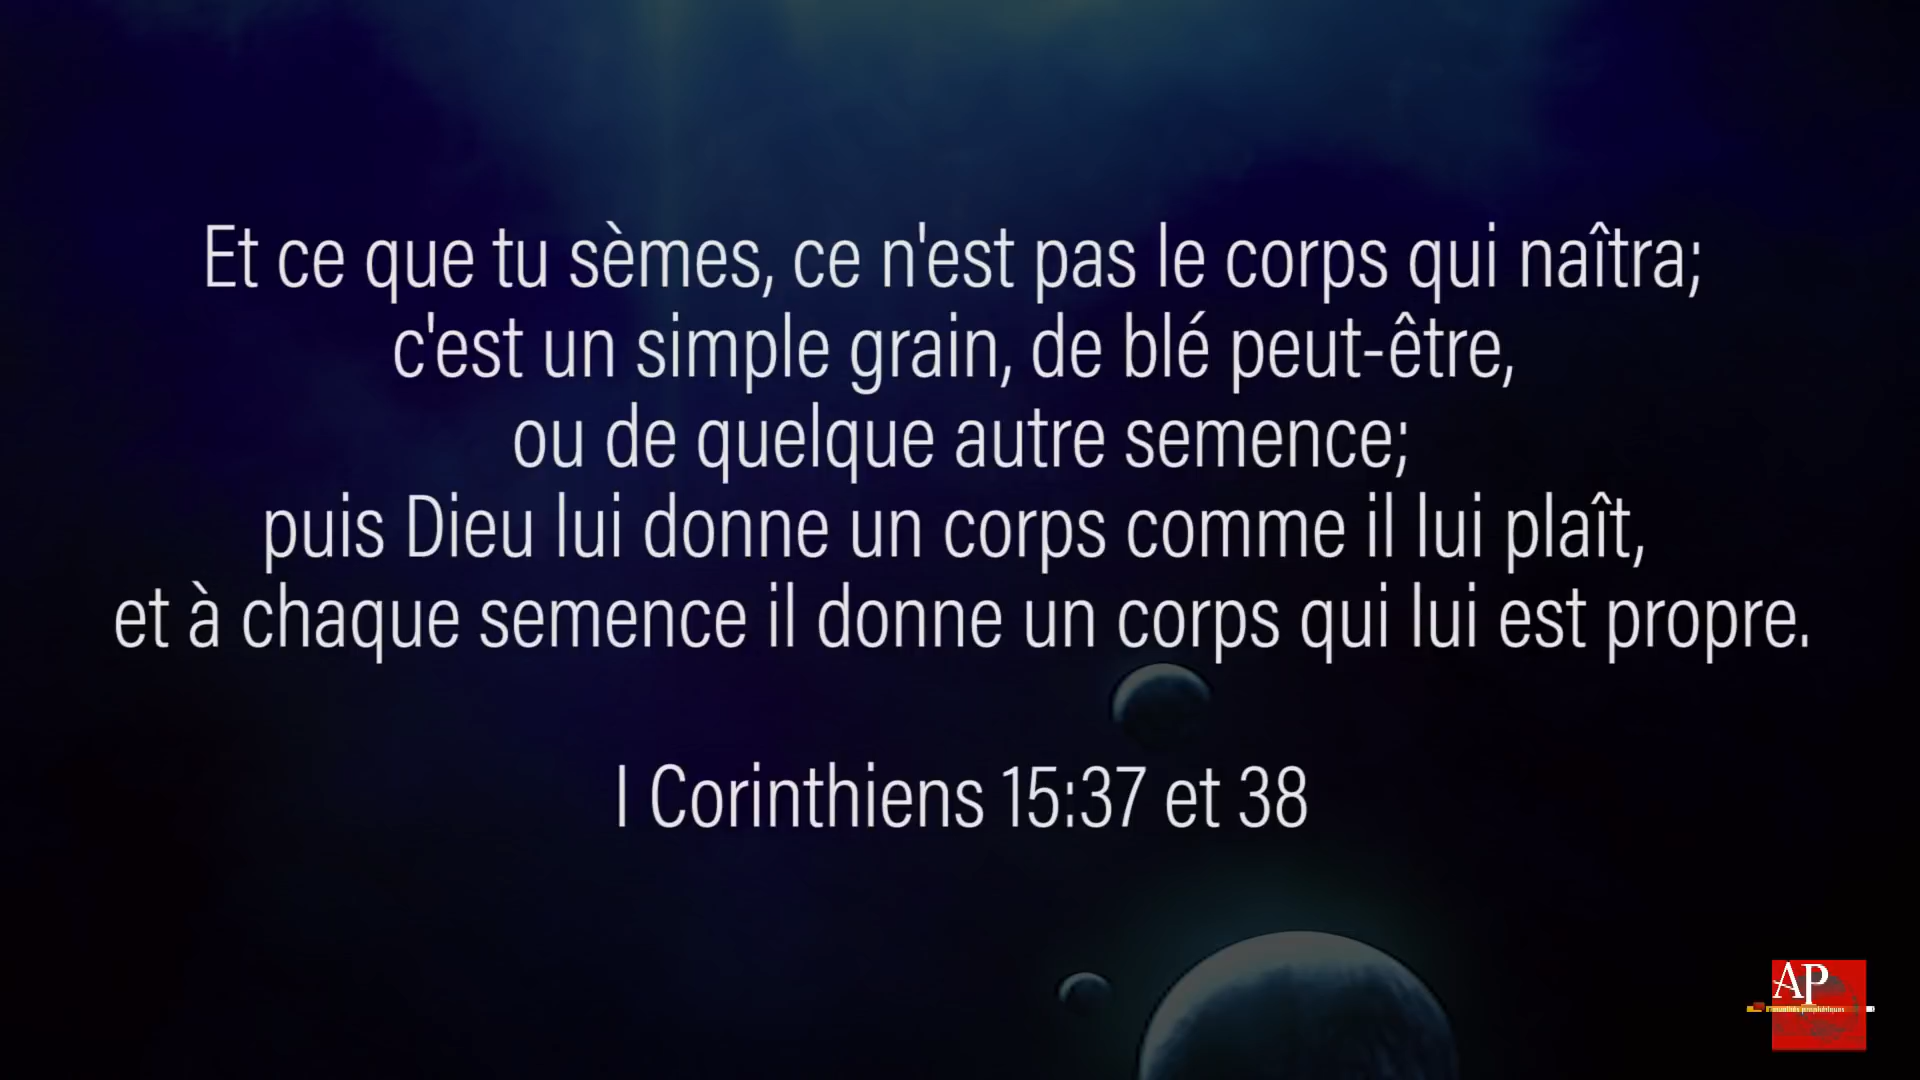 Et ce que tu sèmes, ce n'est pas le corps qui naîtra;
c'est un simple grain, de blé peut-être,
ou de quelque autre semence;
puis Dieu lui donne un corps comme il lui plaît,
et à chaque semence il donne un corps qui lui est propre.
I Corinthiens 15:37 et 38
AP